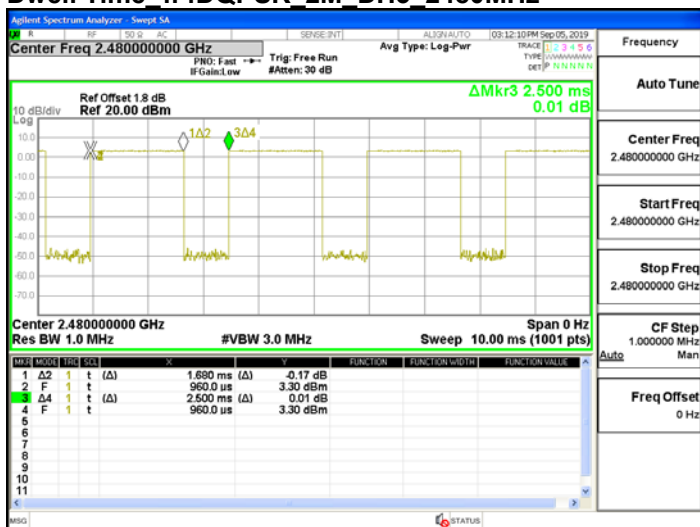 Agilent Spectrum Analyzer - Swept SA
R RF 50 Ω AC SENSE:INT ALIGN AUTO 03:12:10 PM Sep 05, 2019
Center Freq 2.480000000 GHz
PNO: Fast
IFGain:Low
Trig: Free Run
#Atten: 30 dB
Avg Type: Log-Pwr
TRACE 1 2 3 4 5 6
TYPE WWWWWWW
DET P N N N N N
Frequency
Ref Offset 1.8 dB
10 dB/div Ref 20.00 dBm
Log
ΔMkr3 2.500 ms
0.01 dB
10.0
0.00
-10.0
-20.0
-30.0
-40.0
-50.0
-60.0
-70.0
1Δ2
3Δ4
Center 2.480000000 GHz Span 0 Hz
Res BW 1.0 MHz #VBW 3.0 MHz Sweep 10.00 ms (1001 pts)
MKR MODE TRC SCL X Y FUNCTION FUNCTION WIDTH FUNCTION VALUE
1 Δ2 1 t (Δ) 1.680 ms (Δ) -0.17 dB
2 F 1 t 960.0 µs 3.30 dBm
3 Δ4 1 t (Δ) 2.500 ms (Δ) 0.01 dB
4 F 1 t 960.0 µs 3.30 dBm
5
6
7
8
9
10
11
MSG STATUS
Auto Tune
Center Freq
2.480000000 GHz
Start Freq
2.480000000 GHz
Stop Freq
2.480000000 GHz
CF Step
1.000000 MHz
Auto Man
Freq Offset
0 Hz